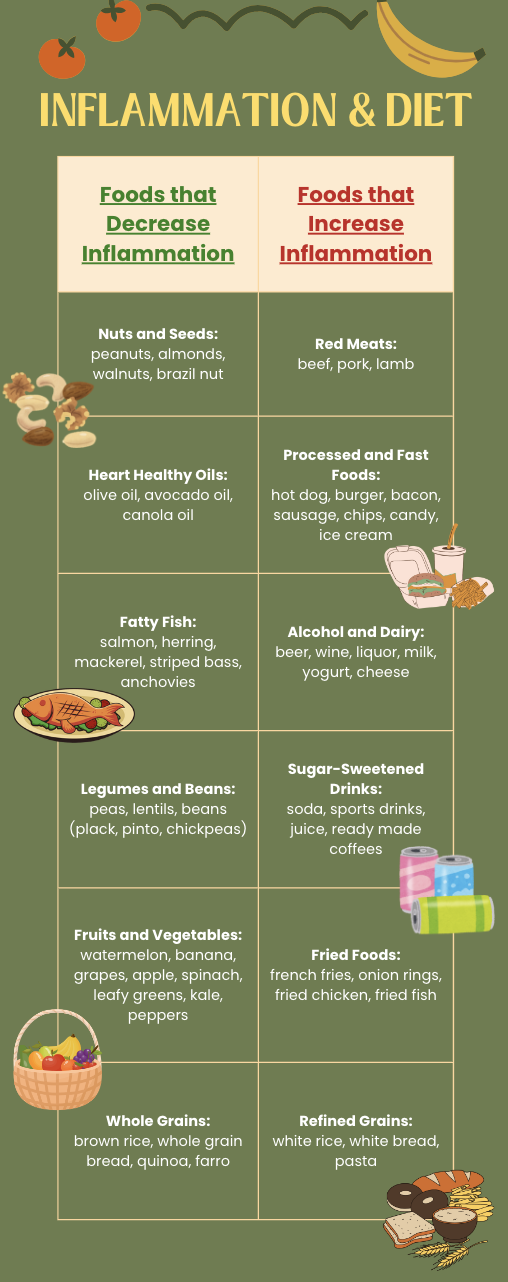 INFLAMMATION & DIET
Foods that
Decrease
Inflammation
Foods that
Increase
Inflammation
Nuts and Seeds:
peanuts, almonds,
walnuts, brazil nut
Red Meats:
beef, pork, lamb
Heart Healthy Oils:
olive oil, avocado oil,
canola oil
Processed and Fast
Foods:
hot dog, burger, bacon,
sausage, chips, candy,
ice cream
Fatty Fish:
salmon, herring,
mackerel, striped bass,
anchovies
Alcohol and Dairy:
beer, wine, liquor, milk,
yogurt, cheese
Legumes and Beans:
peas, lentils, beans
(plack, pinto, chickpeas)
Sugar-Sweetened
Drinks:
soda, sports drinks,
juice, ready made
coffees
Fruits and Vegetables:
watermelon, banana,
grapes, apple, spinach,
leafy greens, kale,
peppers
Fried Foods:
french fries, onion rings,
fried chicken, fried fish
Whole Grains:
brown rice, whole grain
bread, quinoa, farro
Refined Grains:
white rice, white bread,
pasta